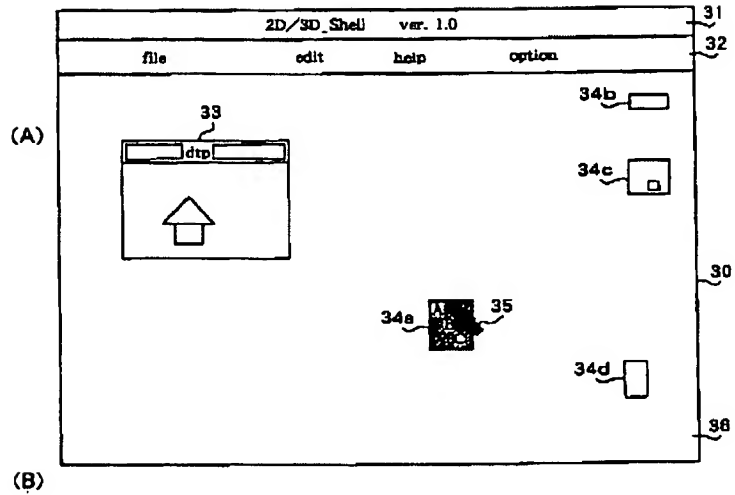 2D/3D_Shell ver. 1.0
31
32
file edit help option
34b
(A)
33
dtp
34c
30
34a
35
34d
36
(B)